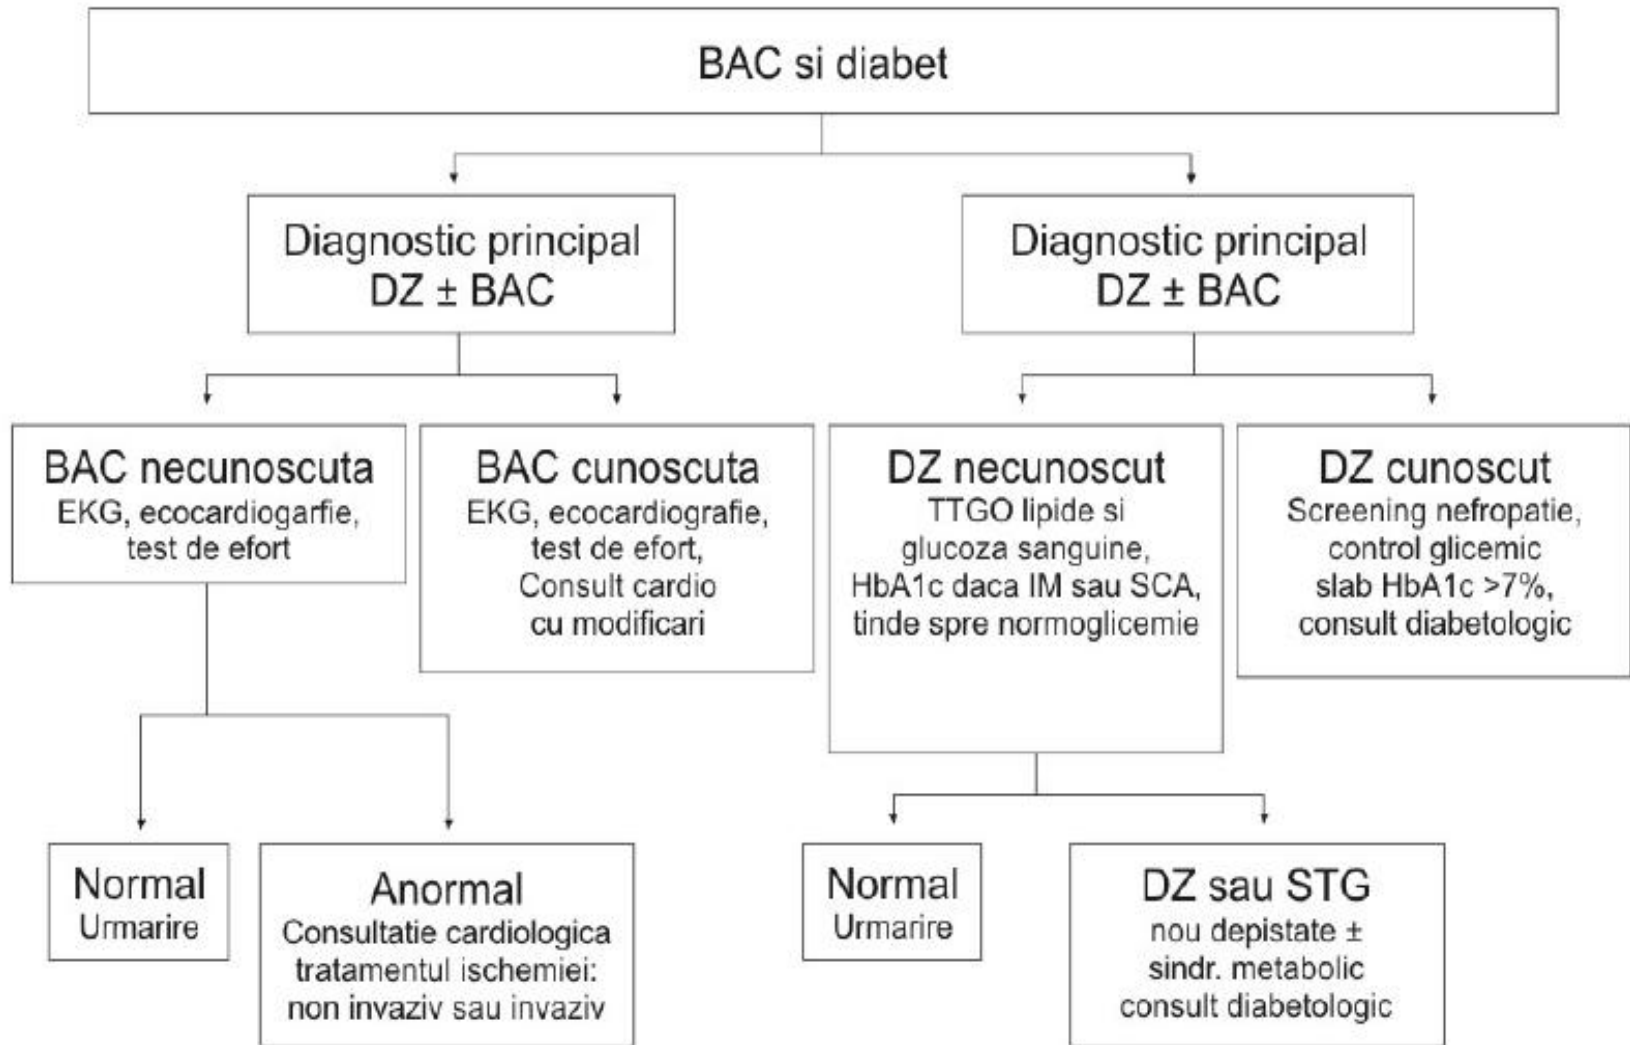 BAC si diabet
Diagnostic principal
DZ ± BAC
Diagnostic principal
DZ ± BAC
BAC necunoscuta
EKG, ecocardiogarfie,
test de efort
BAC cunoscuta
EKG, ecocardiografie,
test de efort,
Consult cardio
cu modificari
DZ necunoscut
TTGO lipide si
glucoza sanguine,
HbA1c daca IM sau SCA,
tinde spre normoglicemie
DZ cunoscut
Screening nefropatie,
control glicemic
slab HbA1c >7%,
consult diabetologic
Normal
Urmarire
Anormal
Consultatie cardiologica
tratamentul ischemiei:
non invaziv sau invaziv
Normal
Urmarire
DZ sau STG
nou depistate ±
sindr. metabolic
consult diabetologic